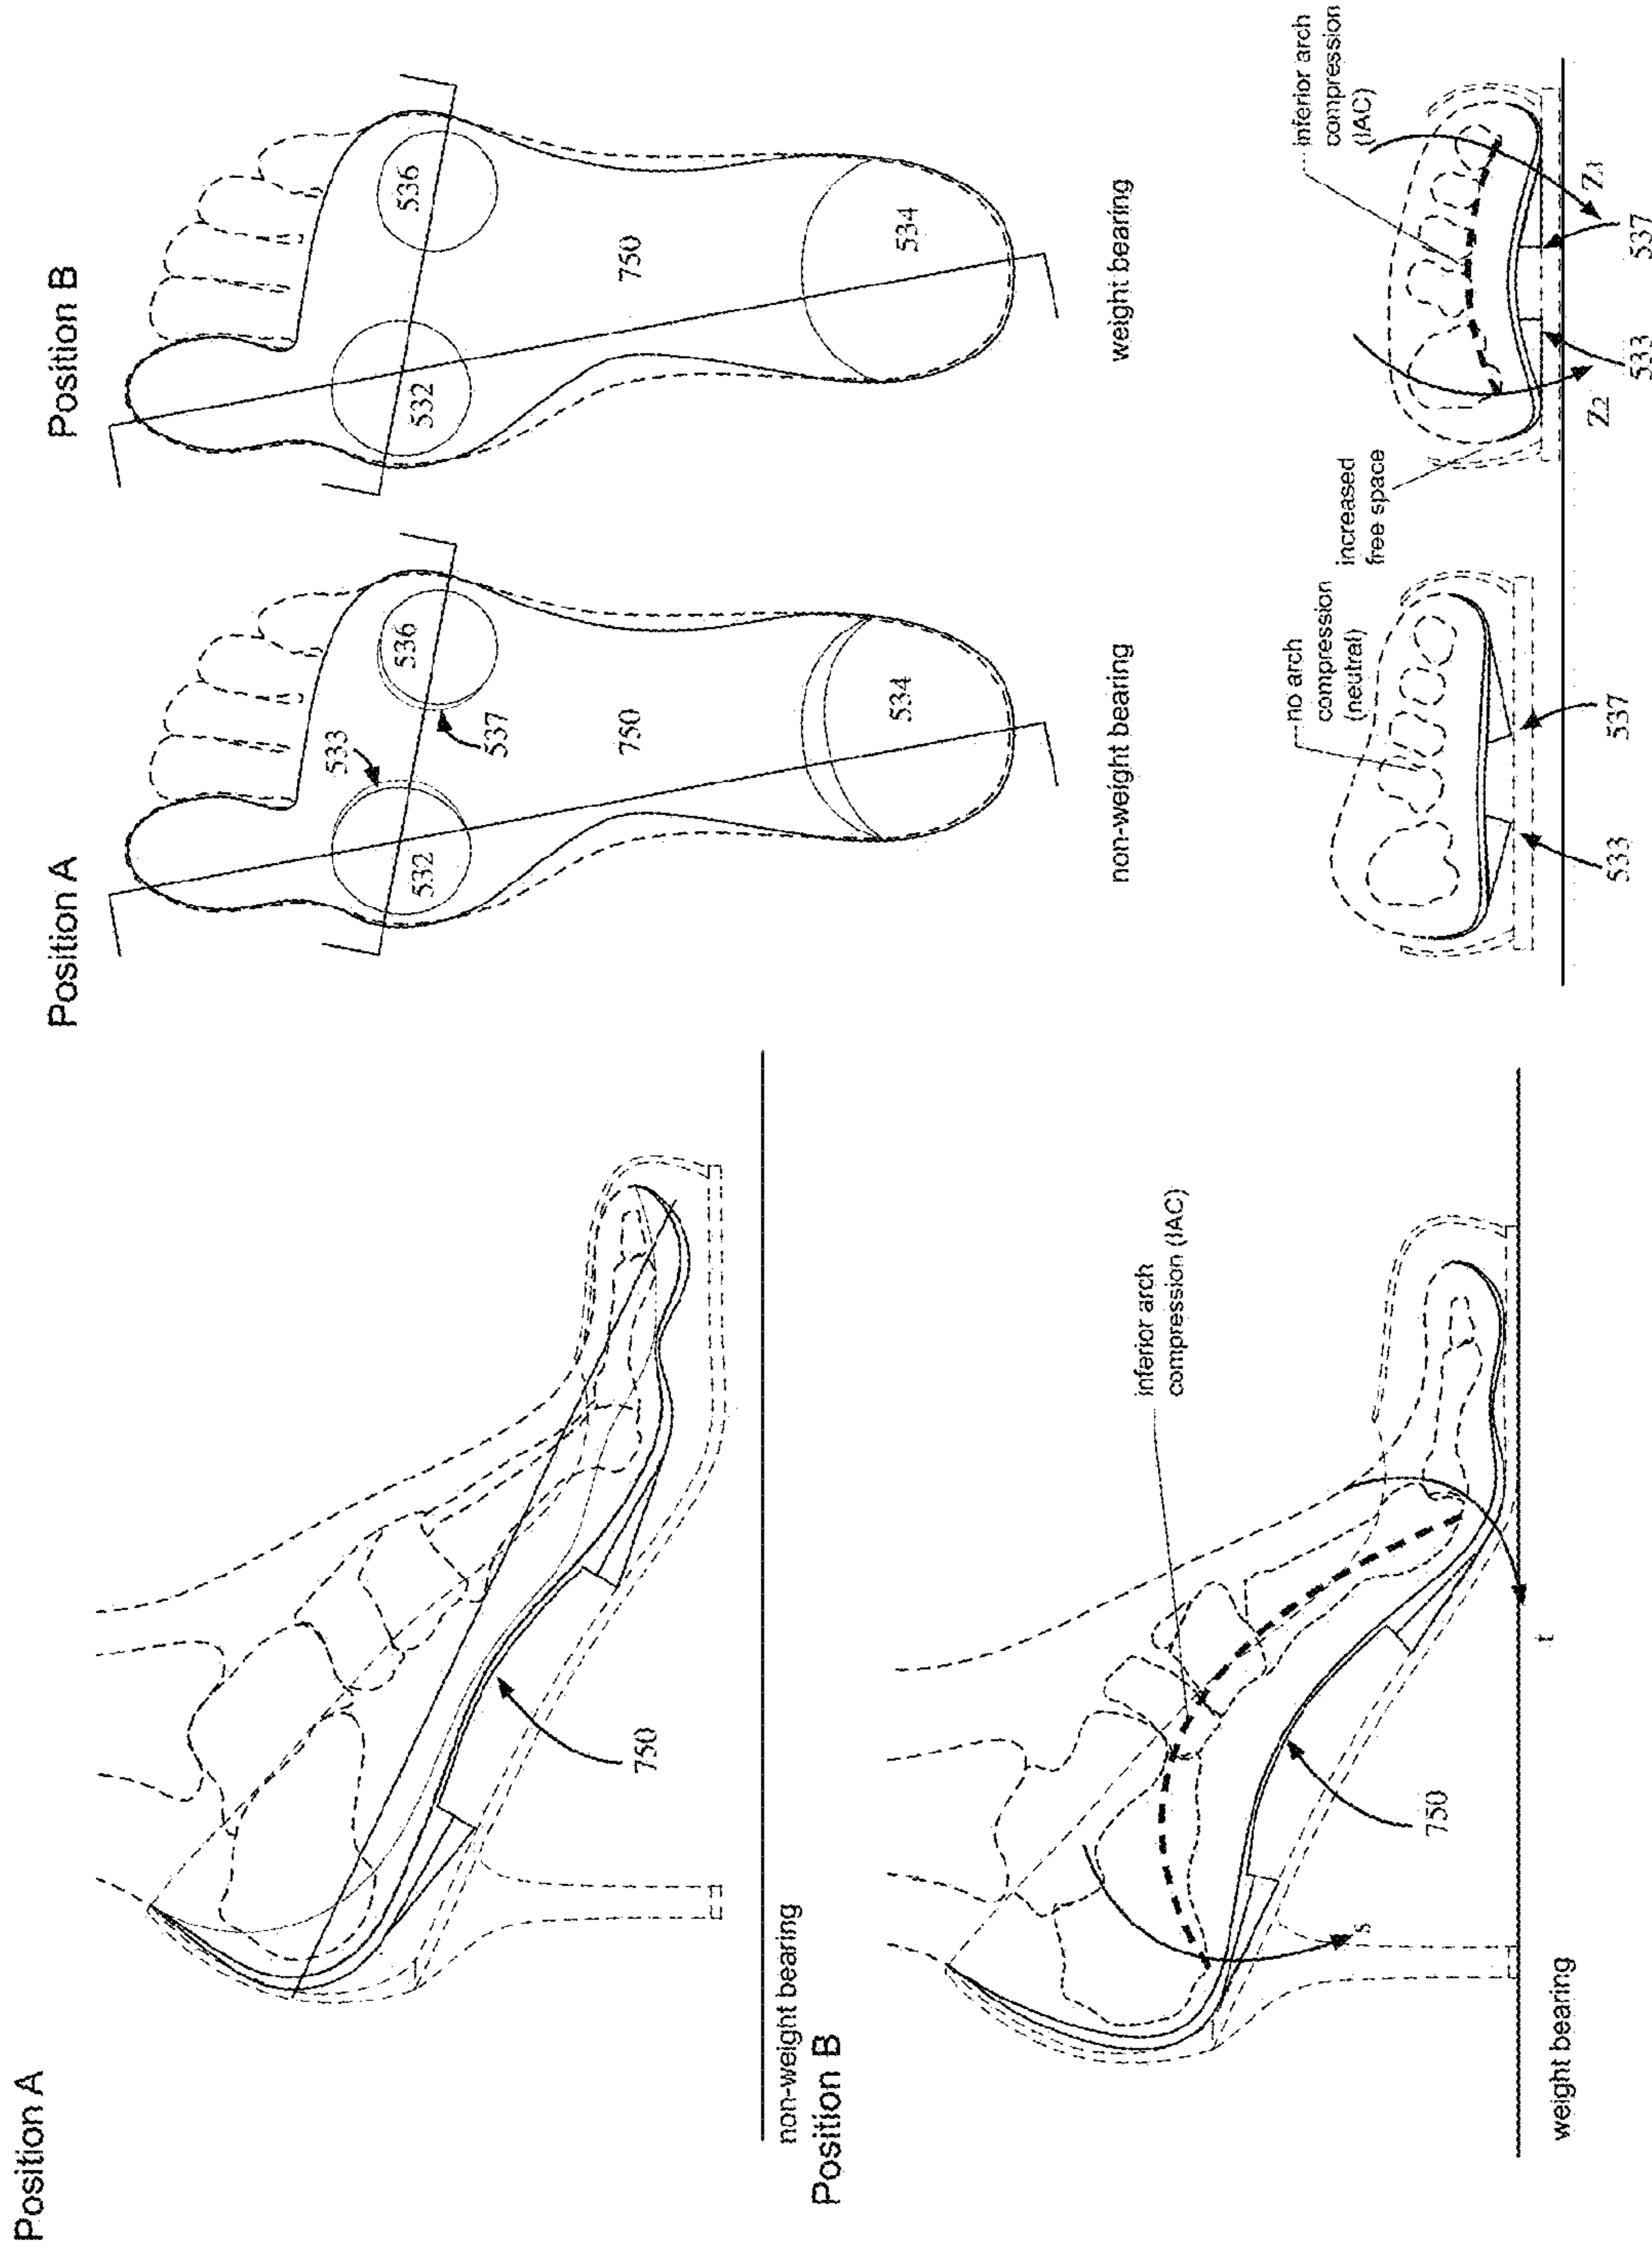 Position A
750
non-weight bearing
Position B
inferior arch
compression (IAC)
s
t
750
weight bearing
Position A
533
532
536
537
750
534
non-weight bearing
Position B
532
536
750
534
weight bearing
no arch
compression
(neutral)
533
537
increased
free space
inferior arch
compression
(IAC)
Z2
Z3
533
537